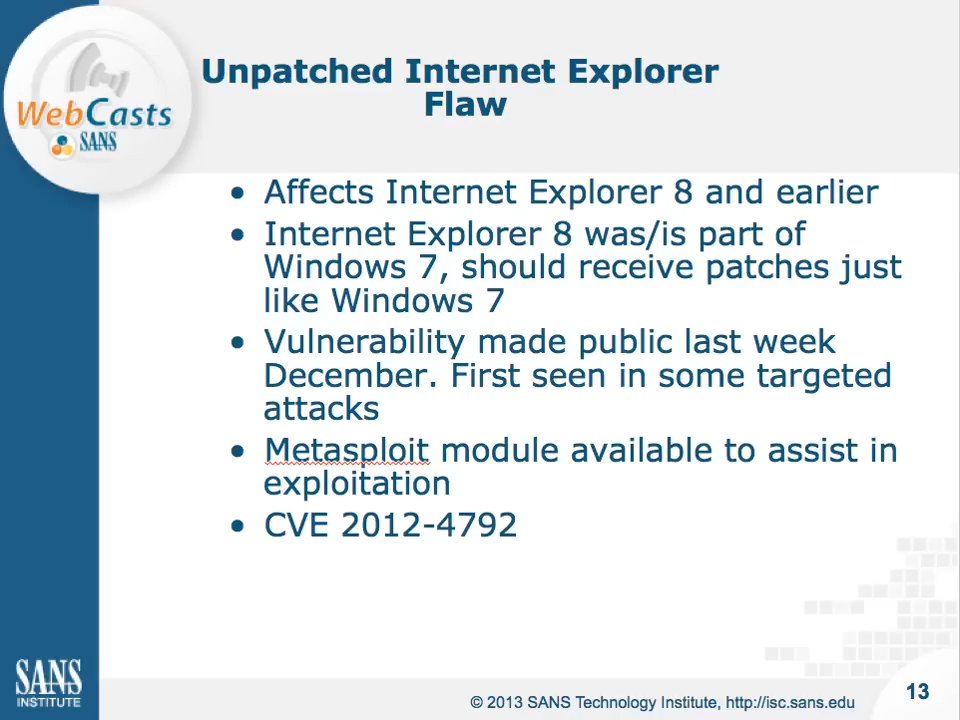 Unpatched Internet Explorer
Flaw
WebCasts
SANS
• Affects Internet Explorer 8 and earlier
• Internet Explorer 8 was/is part of
Windows 7, should receive patches just
like Windows 7
• Vulnerability made public last week
December. First seen in some targeted
attacks
• Metasploit module available to assist in
exploitation
• CVE 2012-4792
SANS
INSTITUTE
© 2013 SANS Technology Institute, http://isc.sans.edu
13